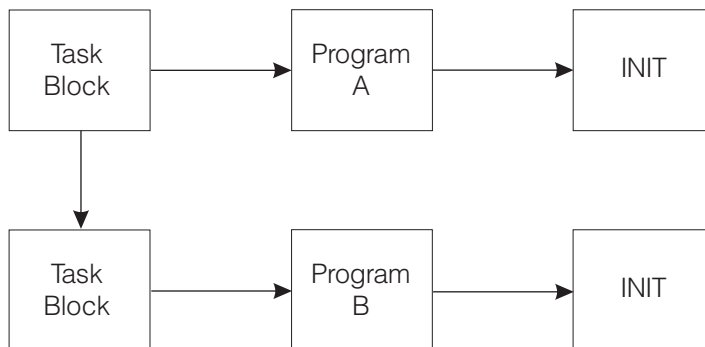 Task
Block
Program
A
INIT
Task
Block
Program
B
INIT